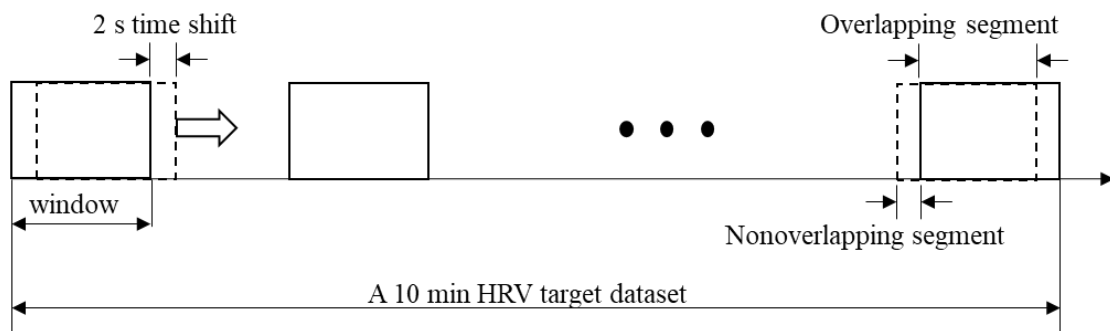 2 s time shift
Overlapping segment
window
Nonoverlapping segment
A 10 min HRV target dataset